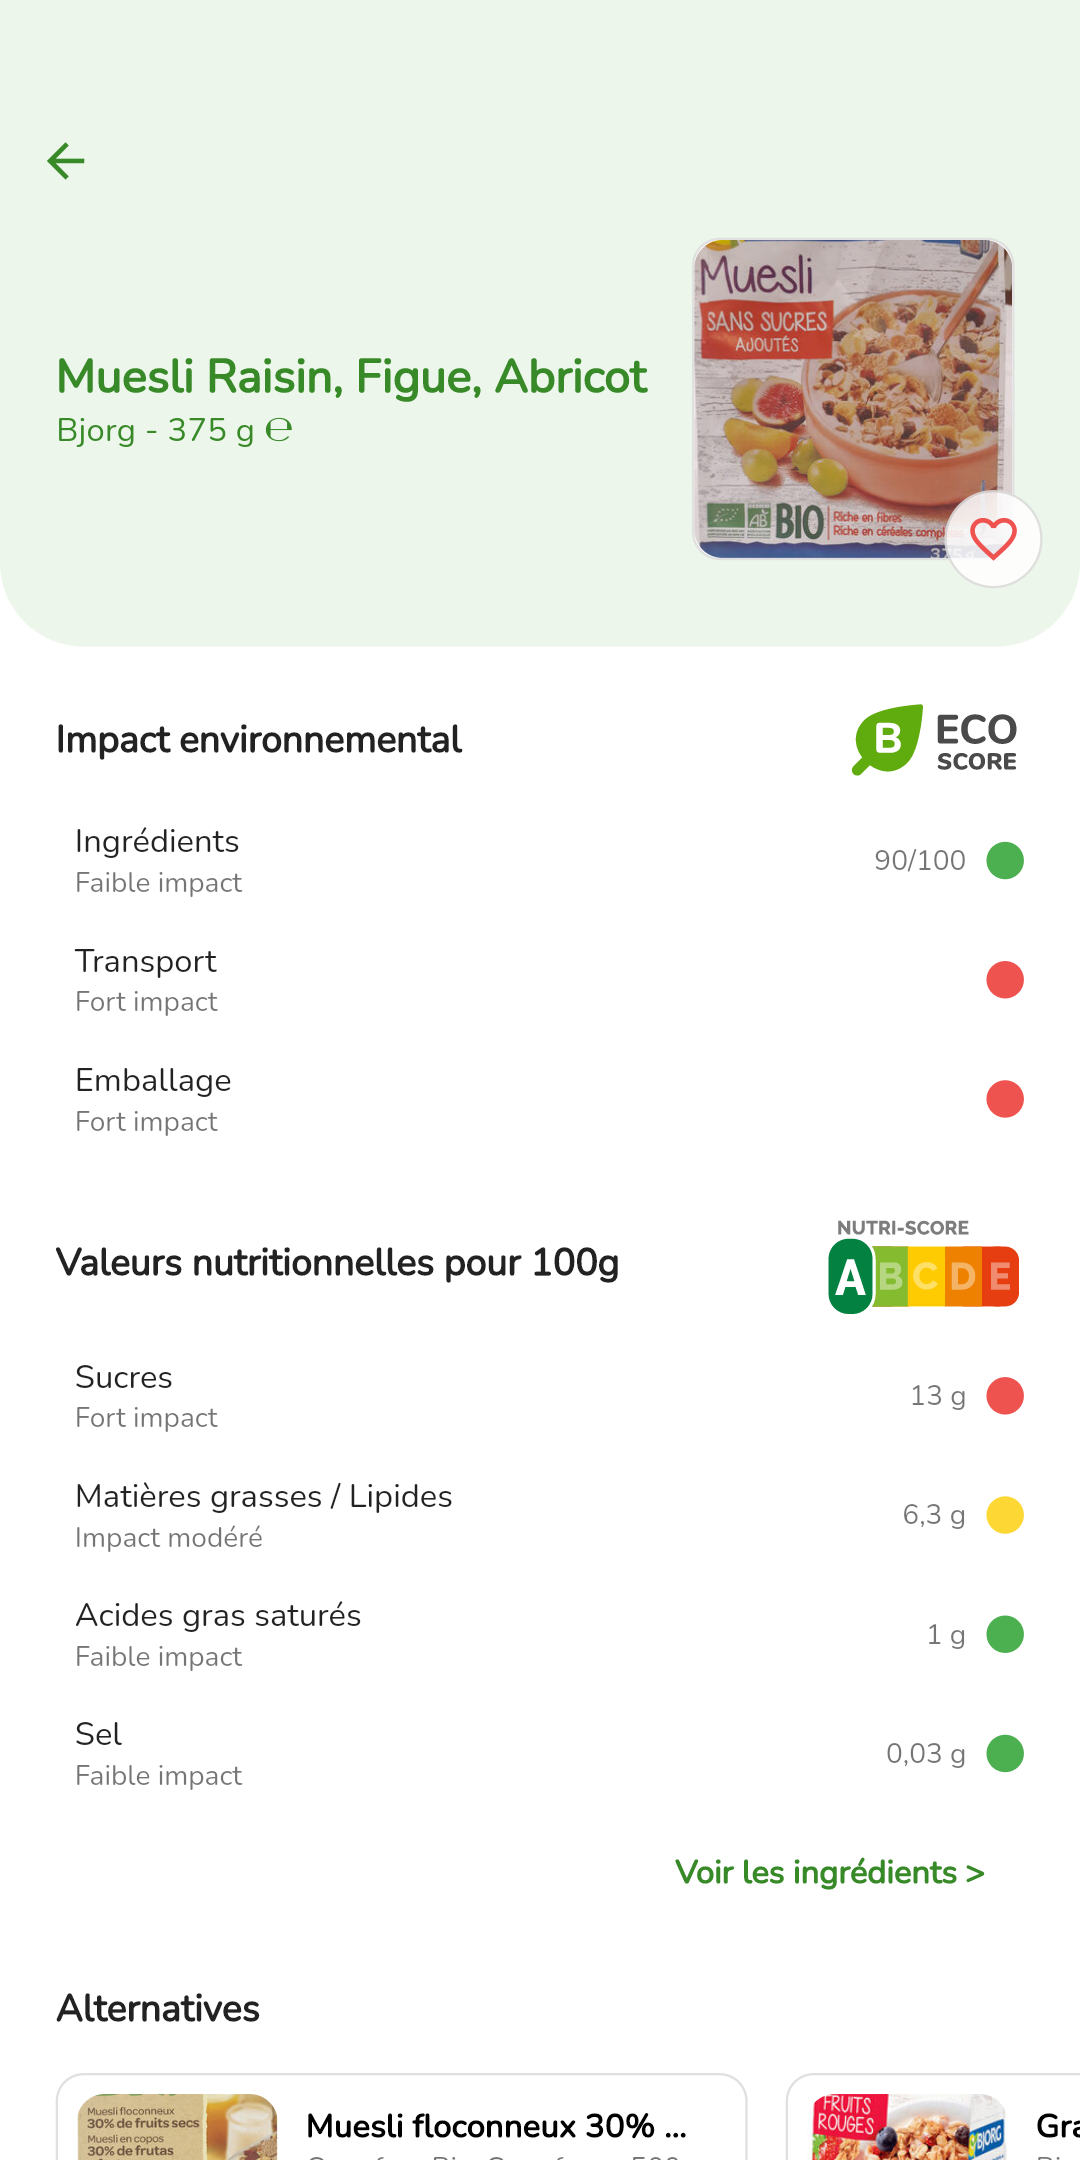 Muesli
SANS SUCRES
AJOUTÉS
Muesli Raisin, Figue, Abricot
Bjorg - 375 g ℮
AB
BIO
Riche en fibres
Riche en céréales
375 g
Impact environnemental
B
ECO
SCORE
Ingrédients
90/100
Faible impact
Transport
Fort impact
Emballage
Fort impact
NUTRI-SCORE
Valeurs nutritionnelles pour 100g
A B C D E
Sucres
13 g
Fort impact
Matières grasses / Lipides
6,3 g
Impact modéré
Acides gras saturés
1 g
Faible impact
Sel
0,03 g
Faible impact
Voir les ingrédients >
Alternatives
Muesli floconneux
30% de fruits secs
Muesli en copos
30% de frutas
Muesli floconneux 30% ...
FRUITS
ROUGES
BJORG